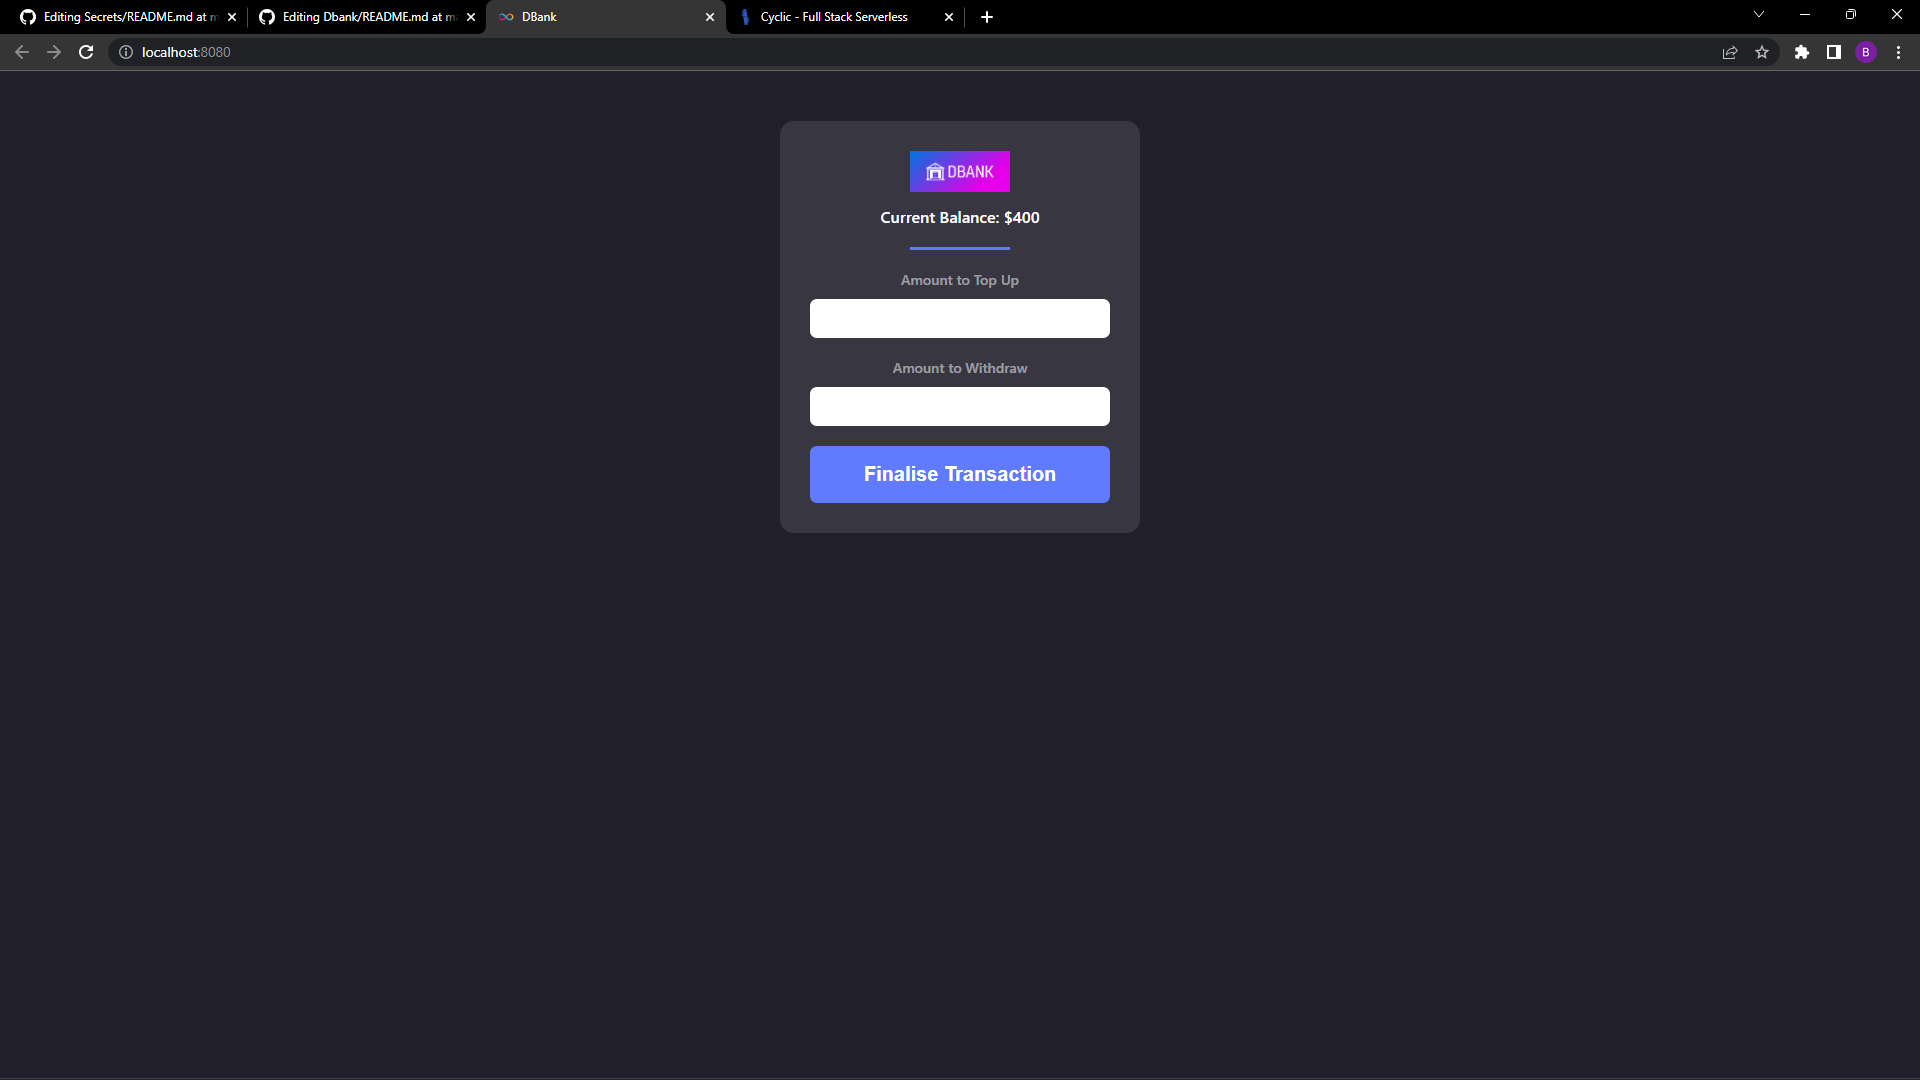 Editing Secrets/README.md at m
Editing Dbank/README.md at m
DBank
Cyclic - Full Stack Serverless
localhost:8080
B
DBANK
Current Balance: $400
Amount to Top Up
Amount to Withdraw
Finalise Transaction